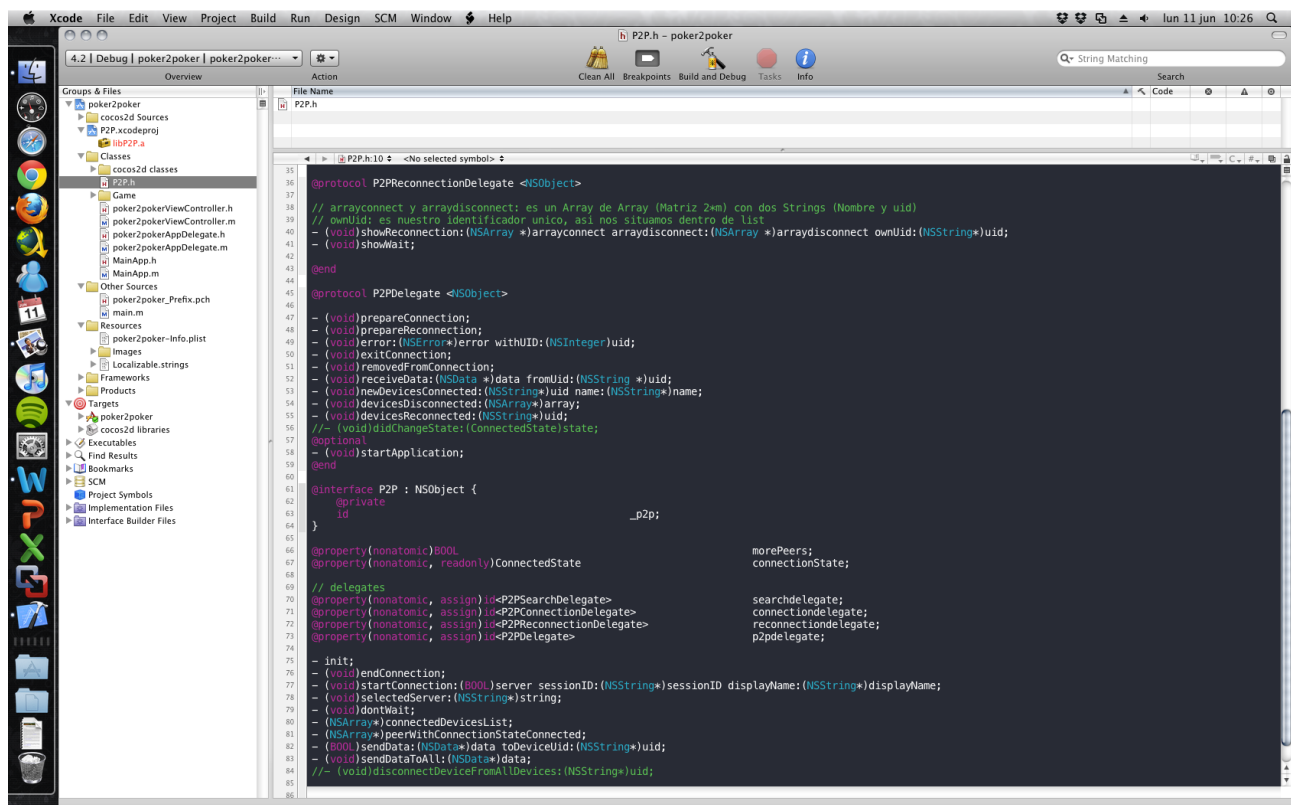 Xcode File Edit View Project Build Run Design SCM Window Help lun 11 jun 10:26
P2P.h – poker2poker
4.2 | Debug | poker2poker | poker2poker···
String Matching
Overview Action Clean All Breakpoints Build and Debug Tasks Info Search
Groups & Files
poker2poker
cocos2d Sources
P2P.xcodeproj
libP2P.a
Classes
cocos2d classes
P2P.h
Game
poker2pokerViewController.h
poker2pokerViewController.m
poker2pokerAppDelegate.h
poker2pokerAppDelegate.m
MainApp.h
MainApp.m
Other Sources
poker2poker_Prefix.pch
main.m
Resources
poker2poker-Info.plist
Images
Localizable.strings
Frameworks
Products
Targets
poker2poker
cocos2d libraries
Executables
Find Results
Bookmarks
SCM
Project Symbols
Implementation Files
Interface Builder Files
11
File Name Code
P2P.h
P2P.h:10 <No selected symbol> C #
35
36 @protocol P2PReconnectionDelegate <NSObject>
37
38 // arrayconnect y arraydisconnect: es un Array de Array (Matriz 2*m) con dos Strings (Nombre y uid)
39 // ownUid: es nuestro identificador unico, asi nos situamos dentro de list
40 - (void)showReconnection:(NSArray *)arrayconnect arraydisconnect:(NSArray *)arraydisconnect ownUid:(NSString*)uid;
41 - (void)showWait;
42
43 @end
44
45 @protocol P2PDelegate <NSObject>
46
47 - (void)prepareConnection;
48 - (void)prepareReconnection;
49 - (void)error:(NSError*)error withUID:(NSInteger)uid;
50 - (void)exitConnection;
51 - (void)removedFromConnection;
52 - (void)receiveData:(NSData *)data fromUid:(NSString *)uid;
53 - (void)newDevicesConnected:(NSString*)uid name:(NSString*)name;
54 - (void)devicesDisconnected:(NSArray*)array;
55 - (void)devicesReconnected:(NSString*)uid;
56 //- (void)didChangeState:(ConnectedState)state;
57 @optional
58 - (void)startApplication;
59 @end
60
61 @interface P2P : NSObject {
62 @private
63 id _p2p;
64 }
65
66 @property(nonatomic)BOOL morePeers;
67 @property(nonatomic, readonly)ConnectedState connectionState;
68
69 // delegates
70 @property(nonatomic, assign)id<P2PSearchDelegate> searchdelegate;
71 @property(nonatomic, assign)id<P2PConnectionDelegate> connectiondelegate;
72 @property(nonatomic, assign)id<P2PReconnectionDelegate> reconnectiondelegate;
73 @property(nonatomic, assign)id<P2PDelegate> p2pdelegate;
74
75 - init;
76 - (void)endConnection;
77 - (void)startConnection:(BOOL)server sessionID:(NSString*)sessionID displayName:(NSString*)displayName;
78 - (void)selectedServer:(NSString*)string;
79 - (void)dontWait;
80 - (NSArray*)connectedDevicesList;
81 - (NSArray*)peerWithConnectionStateConnected;
82 - (BOOL)sendData:(NSData*)data toDeviceUid:(NSString*)uid;
83 - (void)sendDataToAll:(NSData*)data;
84 //- (void)disconnectDeviceFromAllDevices:(NSString*)uid;
85
86